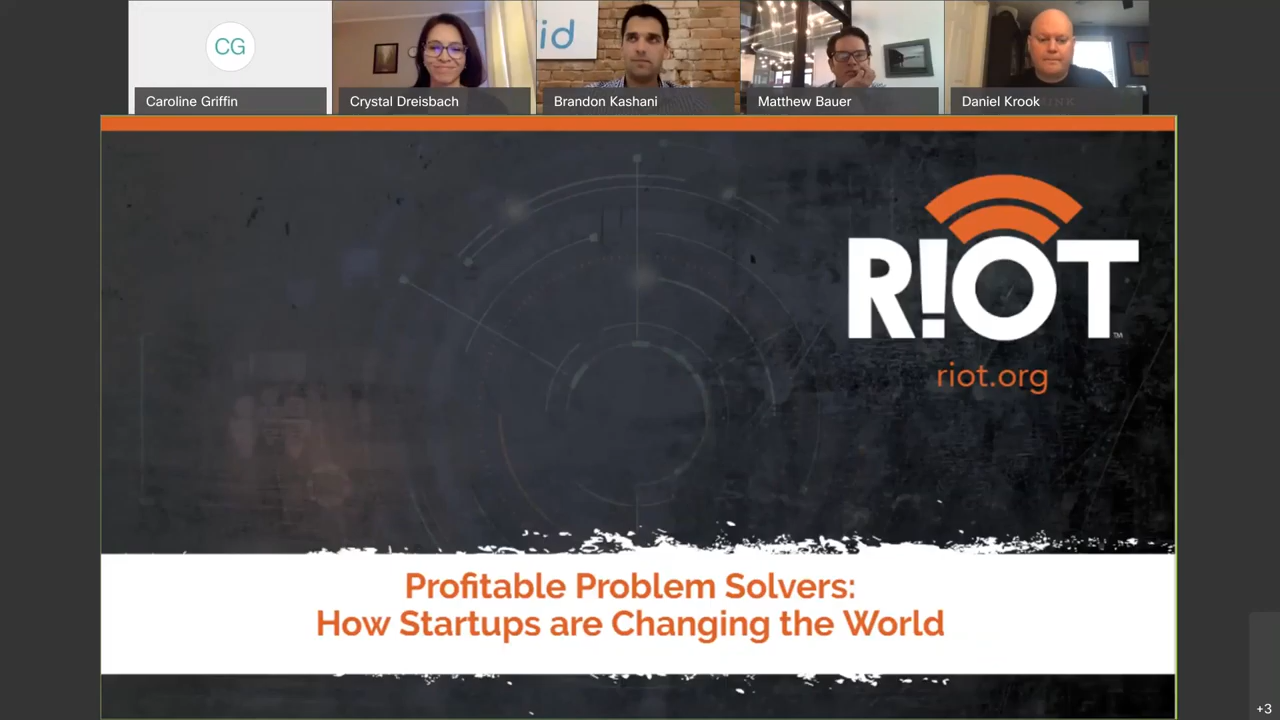 CG
id
Caroline Griffin
Crystal Dreisbach
Brandon Kashani
Matthew Bauer
Daniel Krook
R!OT
TM
riot.org
Profitable Problem Solvers:
How Startups are Changing the World
+3